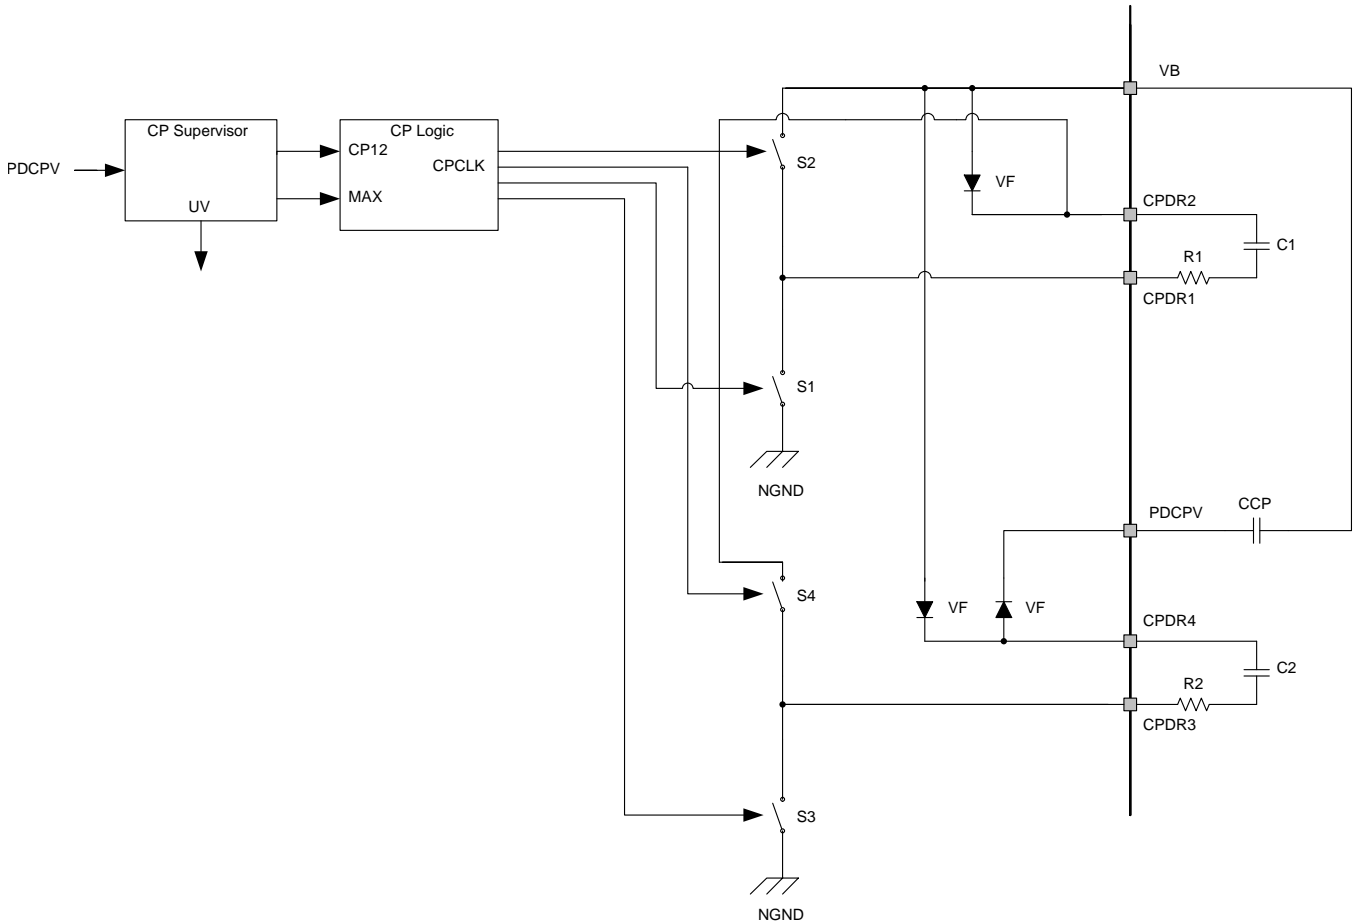 VB
CP Supervisor
CP Logic
CP12
S2
CPCLK
PDCPV
VF
MAX
CPDR2
UV
C1
R1
CPDR1
S1
NGND
CCP
PDCPV
S4
VF
VF
CPDR4
C2
R2
CPDR3
S3
NGND